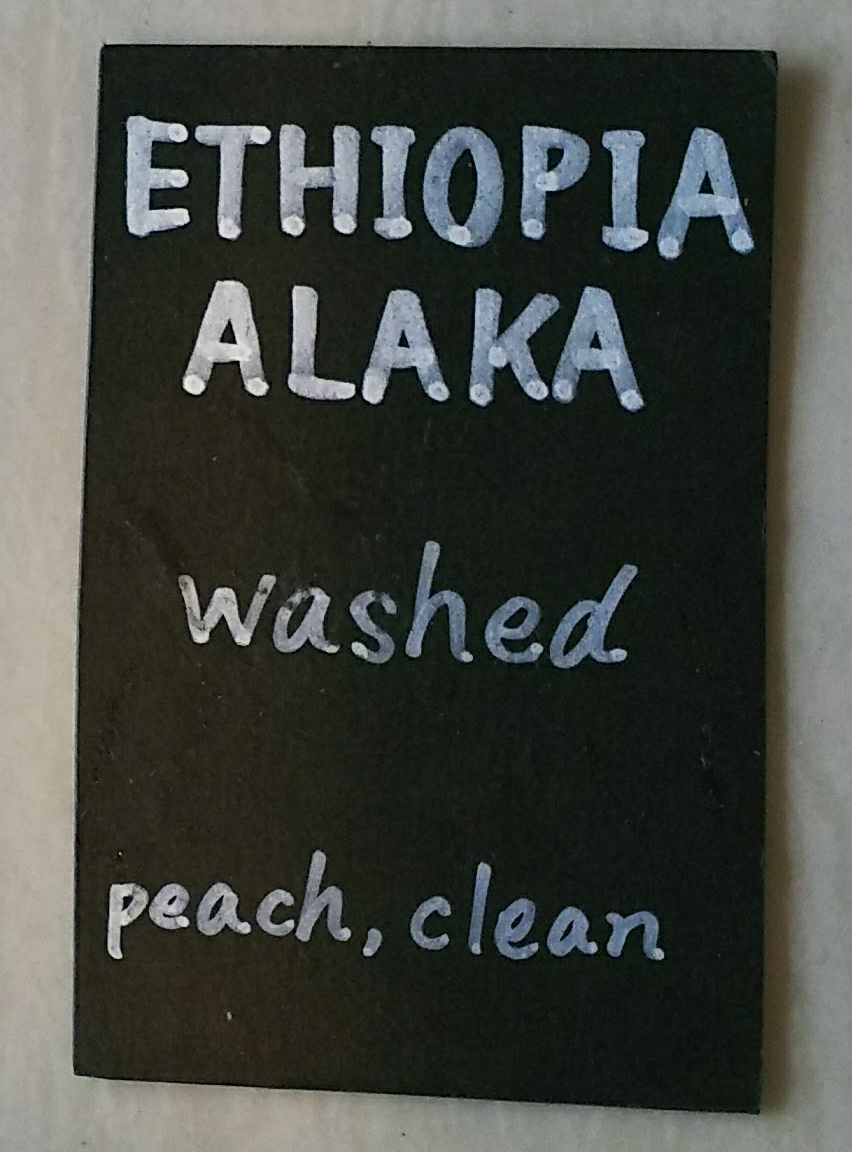 ETHIOPIA
ALAKA
washed
peach, clean